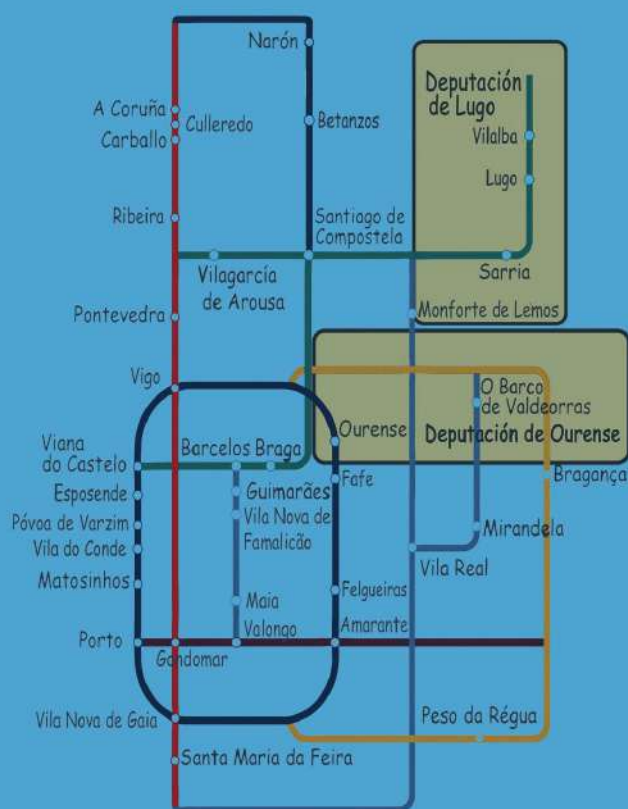 Narón
Deputación
de Lugo
A Coruña
Culleredo
Carballo
Betanzos
Vilalba
Lugo
Ribeira
Santiago de
Compostela
Vilagarcía
de Arousa
Sarria
Pontevedra
Monforte de Lemos
Vigo
O Barco
de Valdeorras
Ourense
Deputación de Ourense
Viana
do Castelo
Barcelos Braga
Fafe
Bragança
Esposende
Guimarães
Póvoa de Varzim
Vila Nova de
Famalicão
Mirandela
Vila do Conde
Vila Real
Matosinhos
Maia
Felgueiras
Porto
Gondomar
Valongo
Amarante
Vila Nova de Gaia
Peso da Régua
Santa Maria da Feira